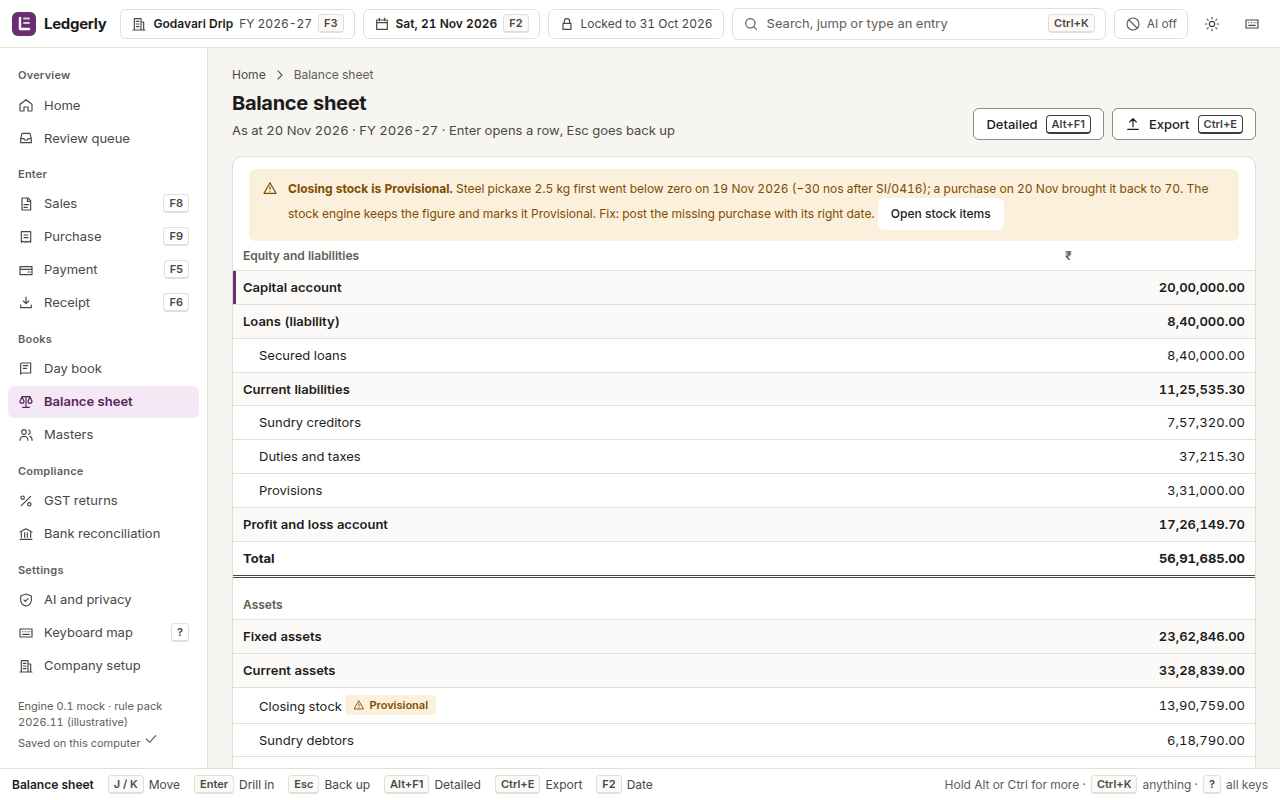 Ledgerly
Godavari Drip FY 2026-27 F3
Sat, 21 Nov 2026 F2
Locked to 31 Oct 2026
Search, jump or type an entry Ctrl+K
AI off
Overview
Home
Review queue
Enter
Sales F8
Purchase F9
Payment F5
Receipt F6
Books
Day book
Balance sheet
Masters
Compliance
GST returns
Bank reconciliation
Settings
AI and privacy
Keyboard map ?
Company setup
Engine 0.1 mock · rule pack
2026.11 (illustrative)
Saved on this computer
Home > Balance sheet
Balance sheet
As at 20 Nov 2026 · FY 2026-27 · Enter opens a row, Esc goes back up
Detailed Alt+F1
Export Ctrl+E
Closing stock is Provisional. Steel pickaxe 2.5 kg first went below zero on 19 Nov 2026 (−30 nos after SI/0416); a purchase on 20 Nov brought it back to 70. The
stock engine keeps the figure and marks it Provisional. Fix: post the missing purchase with its right date. Open stock items
Equity and liabilities ₹
Capital account 20,00,000.00
Loans (liability) 8,40,000.00
Secured loans 8,40,000.00
Current liabilities 11,25,535.30
Sundry creditors 7,57,320.00
Duties and taxes 37,215.30
Provisions 3,31,000.00
Profit and loss account 17,26,149.70
Total 56,91,685.00
Assets
Fixed assets 23,62,846.00
Current assets 33,28,839.00
Closing stock Provisional 13,90,759.00
Sundry debtors 6,18,790.00
Balance sheet J / K Move Enter Drill in Esc Back up Alt+F1 Detailed Ctrl+E Export F2 Date
Hold Alt or Ctrl for more · Ctrl+K anything · ? all keys